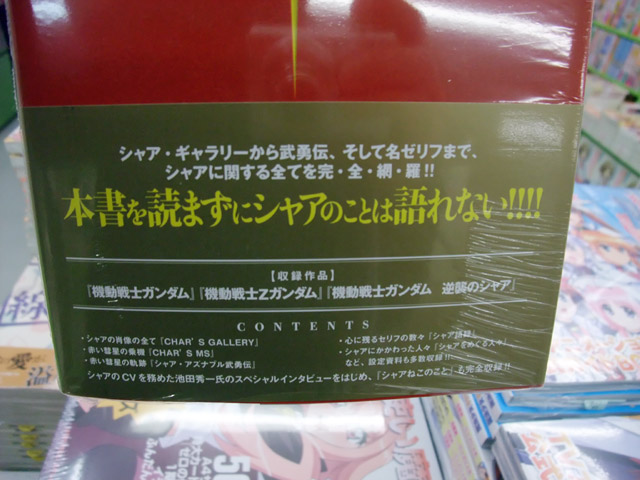 シャア・ギャラリーから武勇伝、そして名ゼリフまで、
シャアに関する全てを完・全・網・羅!!
本書を読まずにシャアのことは語れない!!!!
【収録作品】
『機動戦士ガンダム』『機動戦士Zガンダム』『機動戦士ガンダム 逆襲のシャア』
CONTENTS
・シャアの肖像の全て「CHAR'S GALLERY」
・赤い彗星の乗機「CHAR'S MS」
・赤い彗星の軌跡「シャア・アズナブル武勇伝」
・心に残るセリフの数々「シャア語録」
・シャアにかかわった人々「シャアをめぐる人々」
など、設定資料も多数収録!!
シャアのCVを務めた池田秀一氏のスペシャルインタビューをはじめ、「シャアねこのこと」も完全収録!!